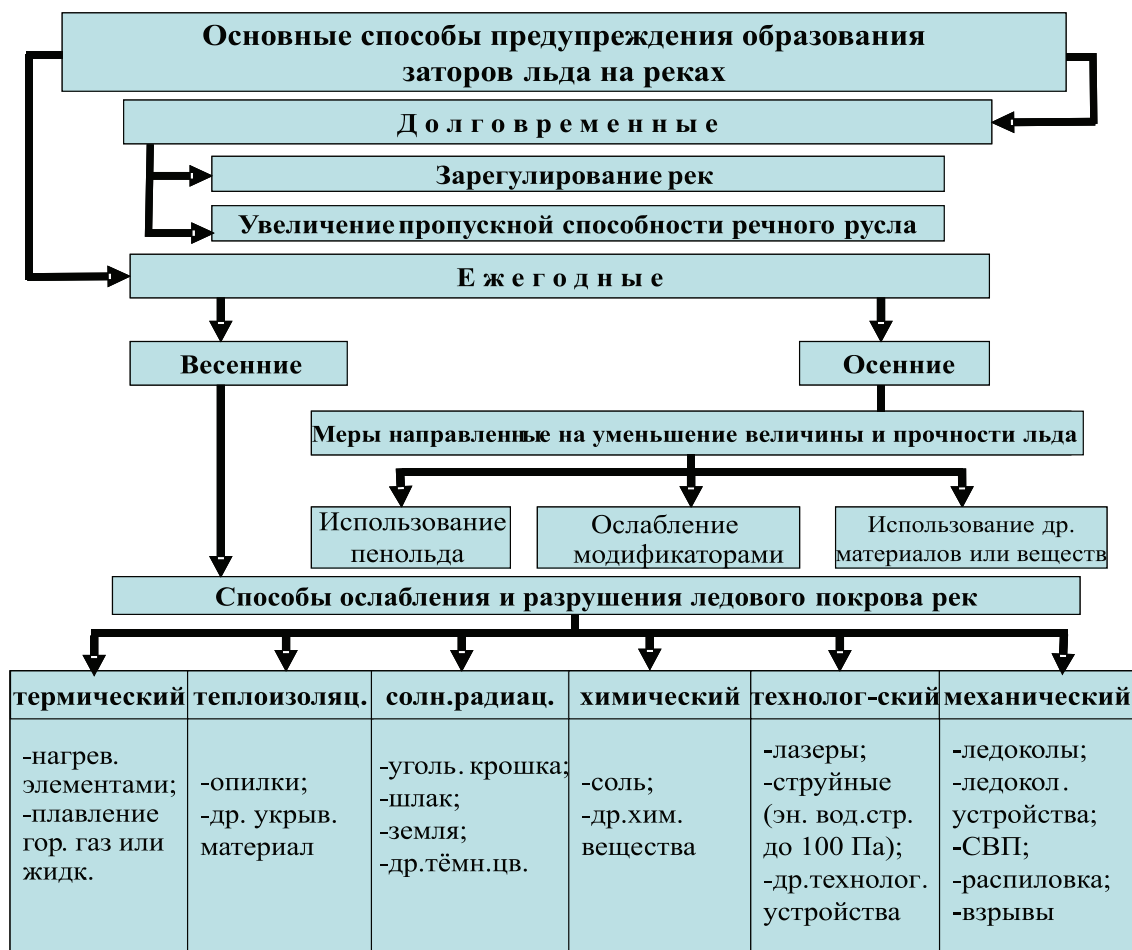 Основные способы предупреждения образования
заторов льда на реках
Долговременные
Зарегулирование рек
Увеличение пропускной способности речного русла
Ежегодные
Весенние
Осенние
Меры направленные на уменьшение величины и прочности льда
Использование
пенольда
Ослабление
модификаторами
Использование др.
материалов или веществ
Способы ослабления и разрушения ледового покрова рек
термический
теплоизоляц.
солн.радиац.
химический
технолог-ский
механический
-нагрев.
элементами;
-плавление
гор. газ или
жидк.
-опилки;
-др. укрыв.
материал
-уголь. крошка;
-шлак;
-земля;
-др.тёмн.цв.
-соль;
-др.хим.
вещества
-лазеры;
-струйные
(эн. вод.стр.
до 100 Па);
-др.технолог.
устройства
-ледоколы;
-ледокол.
устройства;
-СВП;
-распиловка;
-взрывы